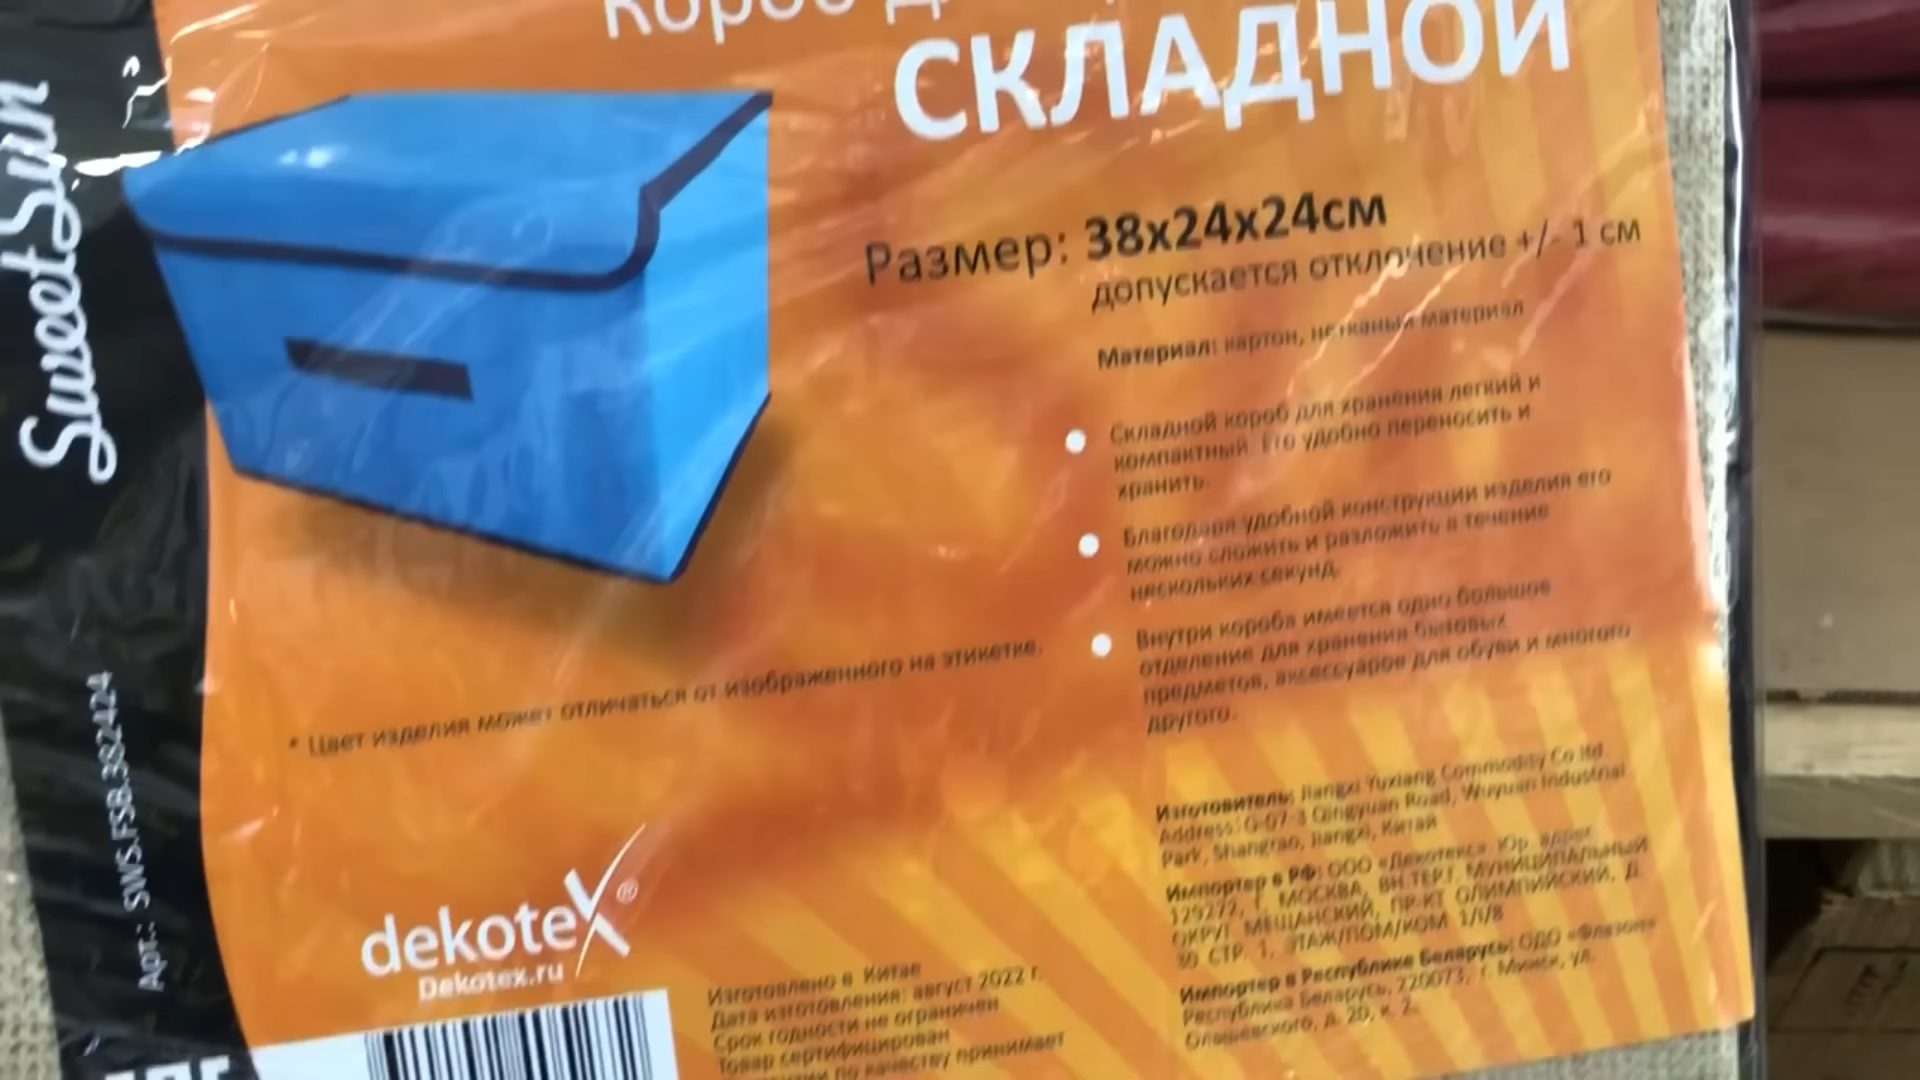 Короб д
СКЛАДНОЙ
SweetSun
Размер: 38х24х24см
допускается отклонение +/- 1 см
Материал: картон, нетканый материал
Складной короб для хранения легкий и
компактный. Его удобно переносить и
хранить.
Благодаря удобной конструкции изделия его
можно сложить и разложить в течение
нескольких секунд.
Внутри короба имеется одно большое
отделение для хранения бытовых
предметов, аксессуаров для обуви и многого
другого.
* Цвет изделия может отличаться от изображенного на этикетке.
Арт.: SWS.FSB.382424
dekotex®
Dekotex.ru
Изготовлено в Китае
Дата изготовления: август 2022 г.
Срок годности не ограничен
Товар сертифицирован
по качеству принимает
Изготовитель: Jiangxi Yuxiang Commodity Co ltd.
Address: G-07-3 Qingyuan Road, Wuyuan Industrial
Park, Shangrao, Jiangxi, Китай
Импортер в РФ: ООО «Декотекс» Юр. адрес:
129272, Г. МОСКВА, ВН.ТЕР.Г. МУНИЦИПАЛЬНЫЙ
ОКРУГ МЕЩАНСКИЙ, ПР-КТ ОЛИМПИЙСКИЙ, Д.
30 СТР. 1, ЭТАЖ/ПОМ/КОМ 1/I/8
Импортер в Республике Беларусь: ОДО «Флазон»
Республика Беларусь, 220073, г. Минск, ул.
Ольшевского, д. 20, к. 2.